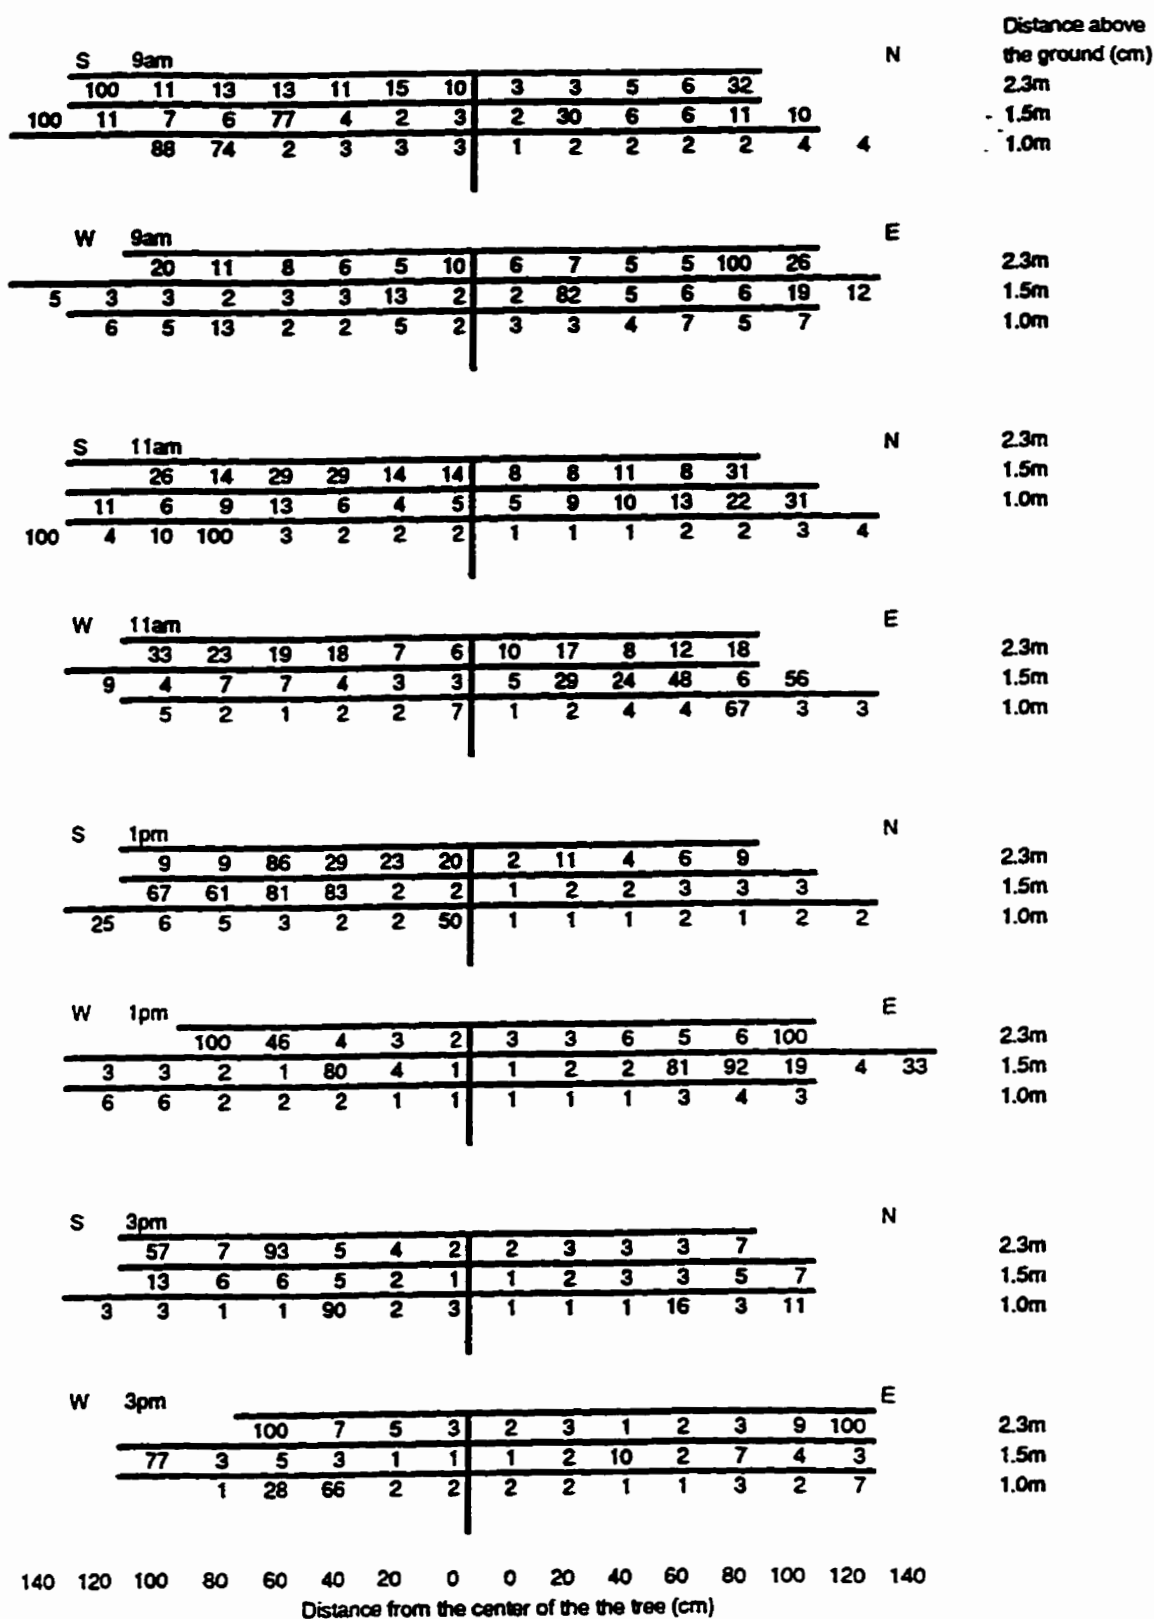 Distance above
S 9am N the ground (cm)
100 11 13 13 11 15 10 3 3 5 6 32 2.3m
100 11 7 6 77 4 2 3 2 30 6 6 11 10 - 1.5m
88 74 2 3 3 3 1 2 2 2 2 4 4 - 1.0m
W 9am E
20 11 8 6 5 10 6 7 5 5 100 26 2.3m
5 3 3 2 3 3 13 2 2 82 5 6 6 19 12 1.5m
6 5 13 2 2 5 2 3 3 4 7 5 7 1.0m
S 11am N 2.3m
26 14 29 29 14 14 8 8 11 8 31 1.5m
11 6 9 13 6 4 5 5 9 10 13 22 31 1.0m
100 4 10 100 3 2 2 2 1 1 1 2 2 3 4
W 11am E
33 23 19 18 7 6 10 17 8 12 18 2.3m
9 4 7 7 4 3 3 5 29 24 48 6 56 1.5m
5 2 1 2 2 7 1 2 4 4 67 3 3 1.0m
S 1pm N
9 9 86 29 23 20 2 11 4 6 9 2.3m
67 61 81 83 2 2 1 2 2 3 3 3 1.5m
25 6 5 3 2 2 50 1 1 1 2 1 2 2 1.0m
W 1pm E
100 46 4 3 2 3 3 6 5 6 100 2.3m
3 3 2 1 80 4 1 1 2 2 81 92 19 4 33 1.5m
6 6 2 2 2 1 1 1 1 1 3 4 3 1.0m
S 3pm N
57 7 93 5 4 2 2 3 3 3 7 2.3m
13 6 6 5 2 1 1 2 3 3 5 7 1.5m
3 3 1 1 90 2 3 1 1 1 16 3 11 1.0m
W 3pm E
100 7 5 3 2 3 1 2 3 9 100 2.3m
77 3 5 3 1 1 1 2 10 2 7 4 3 1.5m
1 28 66 2 2 2 2 1 1 3 2 7 1.0m
140 120 100 80 60 40 20 0 0 20 40 60 80 100 120 140
Distance from the center of the the tree (cm)